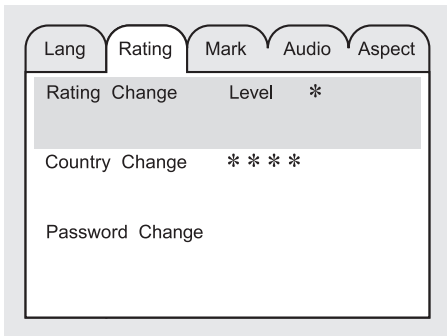 Lang Rating Mark Audio Aspect
Rating Change Level *
Country Change ****
Password Change